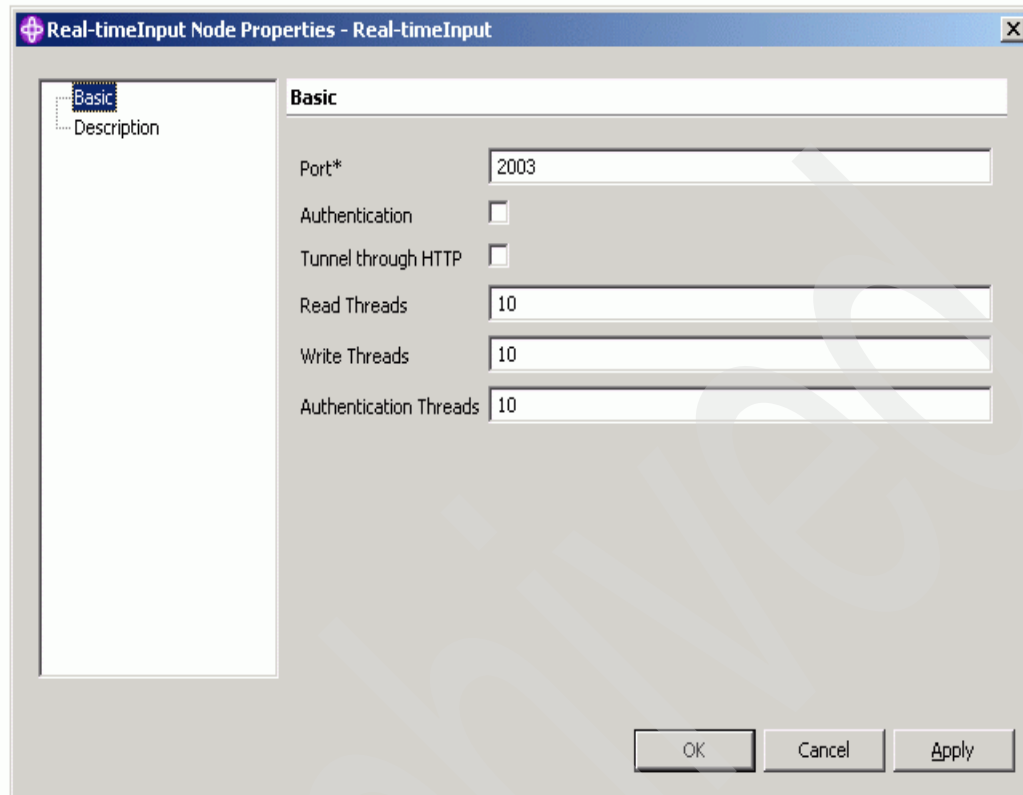 Real-timeInput Node Properties - Real-timeInput
Basic
Description
Basic
Port* 2003
Authentication
Tunnel through HTTP
Read Threads 10
Write Threads 10
Authentication Threads 10
OK Cancel Apply